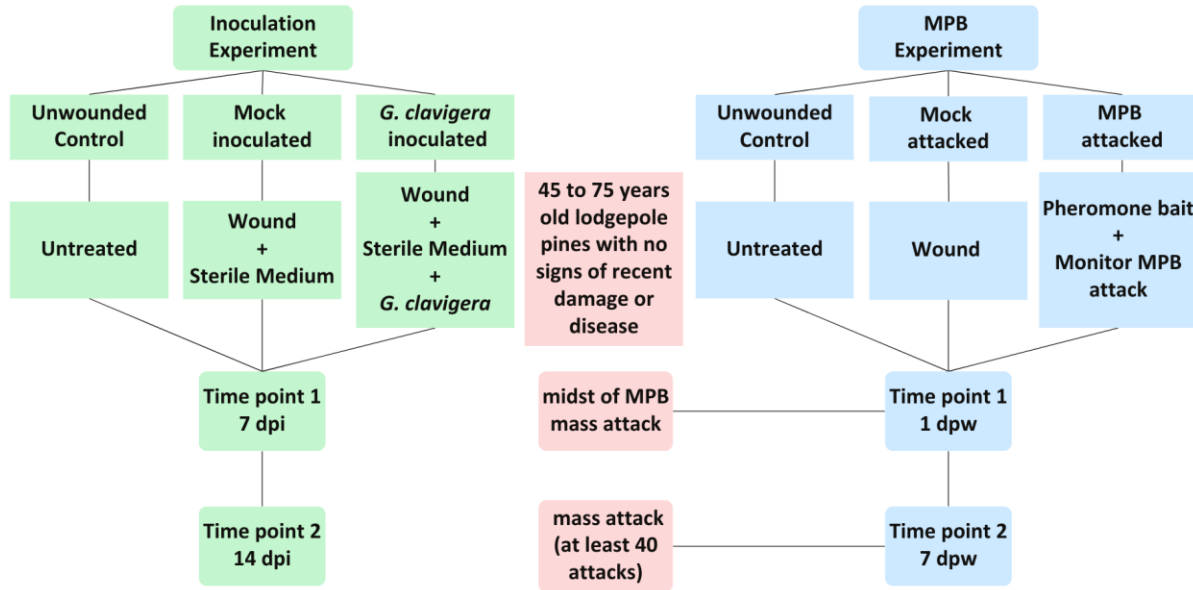 Inoculation
Experiment
Unwounded
Control
Mock
inoculated
G. clavigera
inoculated
Untreated
Wound
+
Sterile Medium
Wound
+
Sterile Medium
+
G. clavigera
Time point 1
7 dpi
Time point 2
14 dpi
45 to 75 years
old lodgepole
pines with no
signs of recent
damage or
disease
midst of MPB
mass attack
mass attack
(at least 40
attacks)
MPB
Experiment
Unwounded
Control
Mock
attacked
MPB
attacked
Untreated
Wound
Pheromone bait
+
Monitor MPB
attack
Time point 1
1 dpw
Time point 2
7 dpw